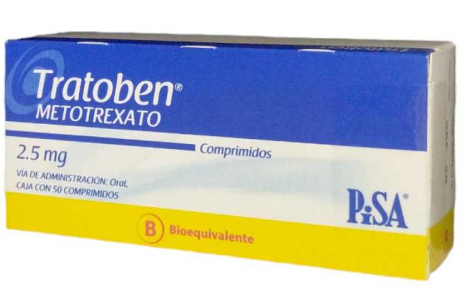 Tratoben®
METOTREXATO
2.5 mg
Comprimidos
VÍA DE ADMINISTRACIÓN: Oral.
CAJA CON 50 COMPRIMIDOS
PiSA®
B Bioequivalente